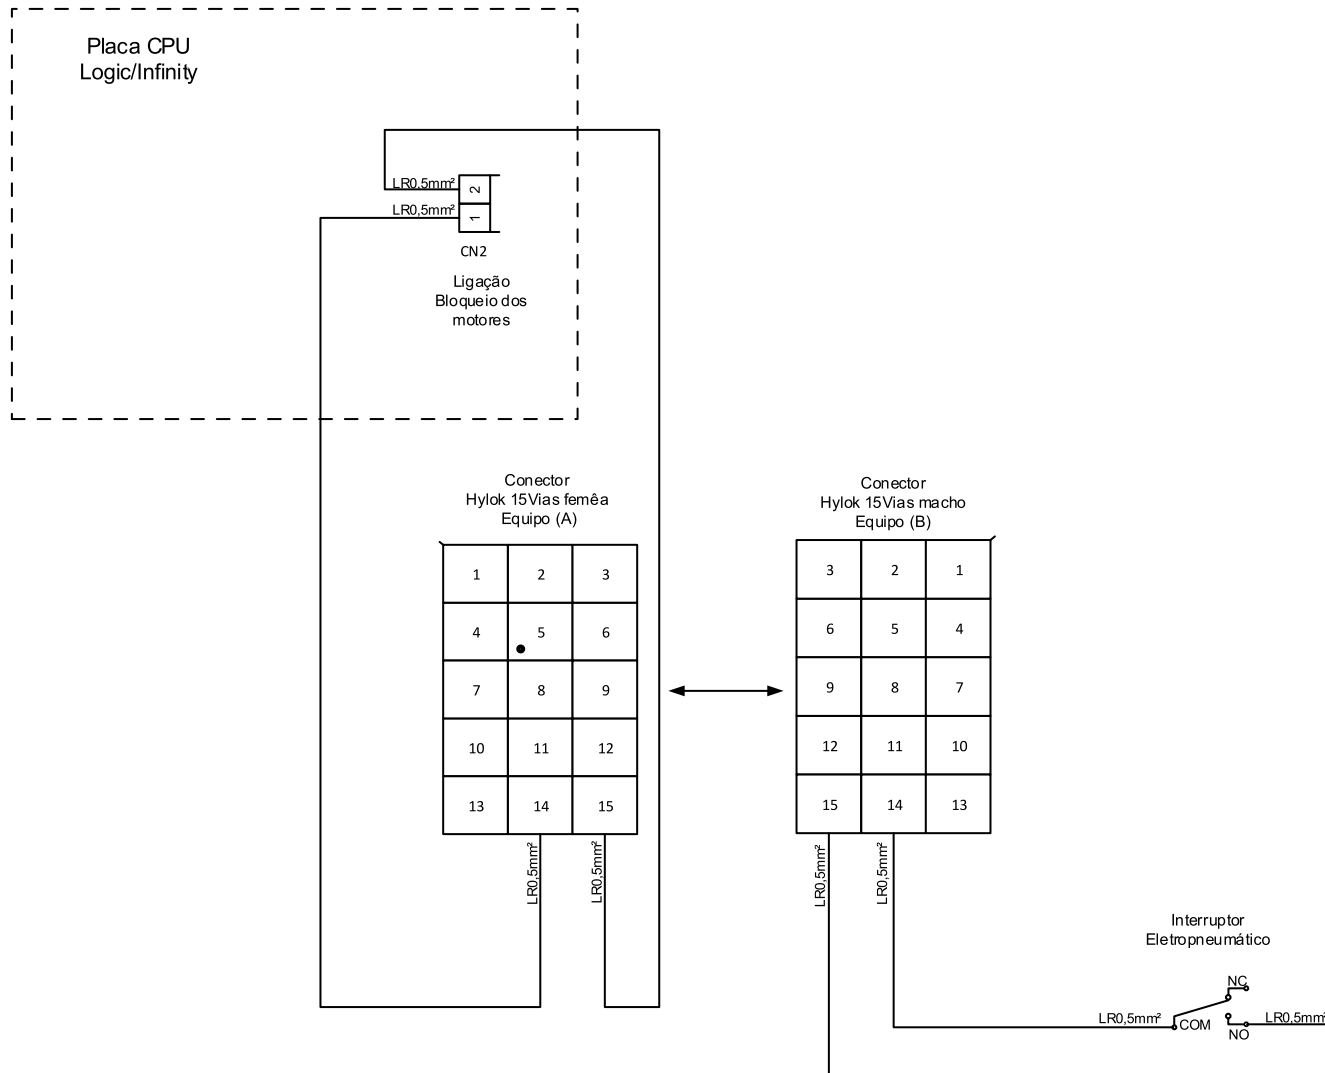 Placa CPU
Logic/Infinity
LR0,5mm²
2
LR0,5mm²
1
CN2
Ligação
Bloqueio dos
motores
Conector
Hylok 15Vias femêa
Equipo (A)
1 2 3
4 5 6
7 8 9
10 11 12
13 14 15
LR0,5mm²
LR0,5mm²
Conector
Hylok 15Vias macho
Equipo (B)
3 2 1
6 5 4
9 8 7
12 11 10
15 14 13
LR0,5mm²
LR0,5mm²
Interruptor
Eletropneumático
NC
LR0,5mm²
COM
NO
LR0,5mm²